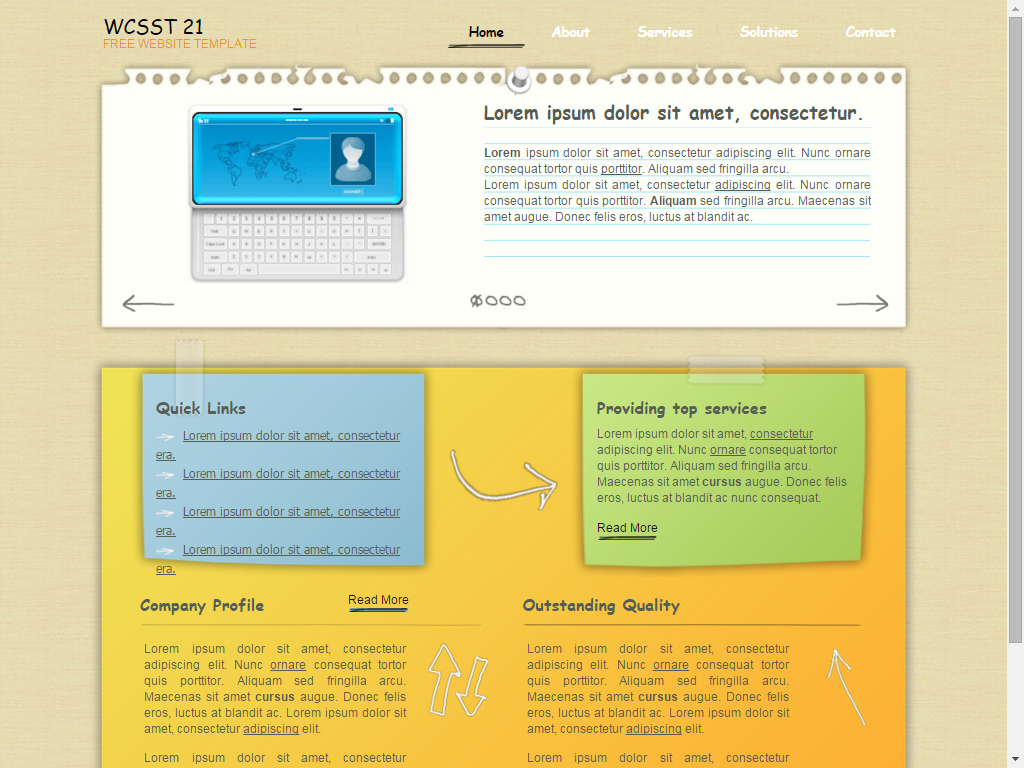 WCSST 21
FREE WEBSITE TEMPLATE
Home About Services Solutions Contact
Lorem ipsum dolor sit amet, consectetur.
Lorem ipsum dolor sit amet, consectetur adipiscing elit. Nunc ornare
consequat tortor quis porttitor. Aliquam sed fringilla arcu.
Lorem ipsum dolor sit amet, consectetur adipiscing elit. Nunc ornare
consequat tortor quis porttitor. Aliquam sed fringilla arcu. Maecenas sit
amet augue. Donec felis eros, luctus at blandit ac.
Quick Links
Lorem ipsum dolor sit amet, consectetur
era.
Lorem ipsum dolor sit amet, consectetur
era.
Lorem ipsum dolor sit amet, consectetur
era.
Lorem ipsum dolor sit amet, consectetur
era.
Providing top services
Lorem ipsum dolor sit amet, consectetur
adipiscing elit. Nunc ornare consequat tortor
quis porttitor. Aliquam sed fringilla arcu.
Maecenas sit amet cursus augue. Donec felis
eros, luctus at blandit ac nunc consequat.
Read More
Company Profile
Read More
Lorem ipsum dolor sit amet, consectetur
adipiscing elit. Nunc ornare consequat tortor
quis porttitor. Aliquam sed fringilla arcu.
Maecenas sit amet cursus augue. Donec felis
eros, luctus at blandit ac. Lorem ipsum dolor sit
amet, consectetur adipiscing elit.
Lorem ipsum dolor sit amet, consectetur
Outstanding Quality
Lorem ipsum dolor sit amet, consectetur
adipiscing elit. Nunc ornare consequat tortor
quis porttitor. Aliquam sed fringilla arcu.
Maecenas sit amet cursus augue. Donec felis
eros, luctus at blandit ac. Lorem ipsum dolor sit
amet, consectetur adipiscing elit.
Lorem ipsum dolor sit amet, consectetur